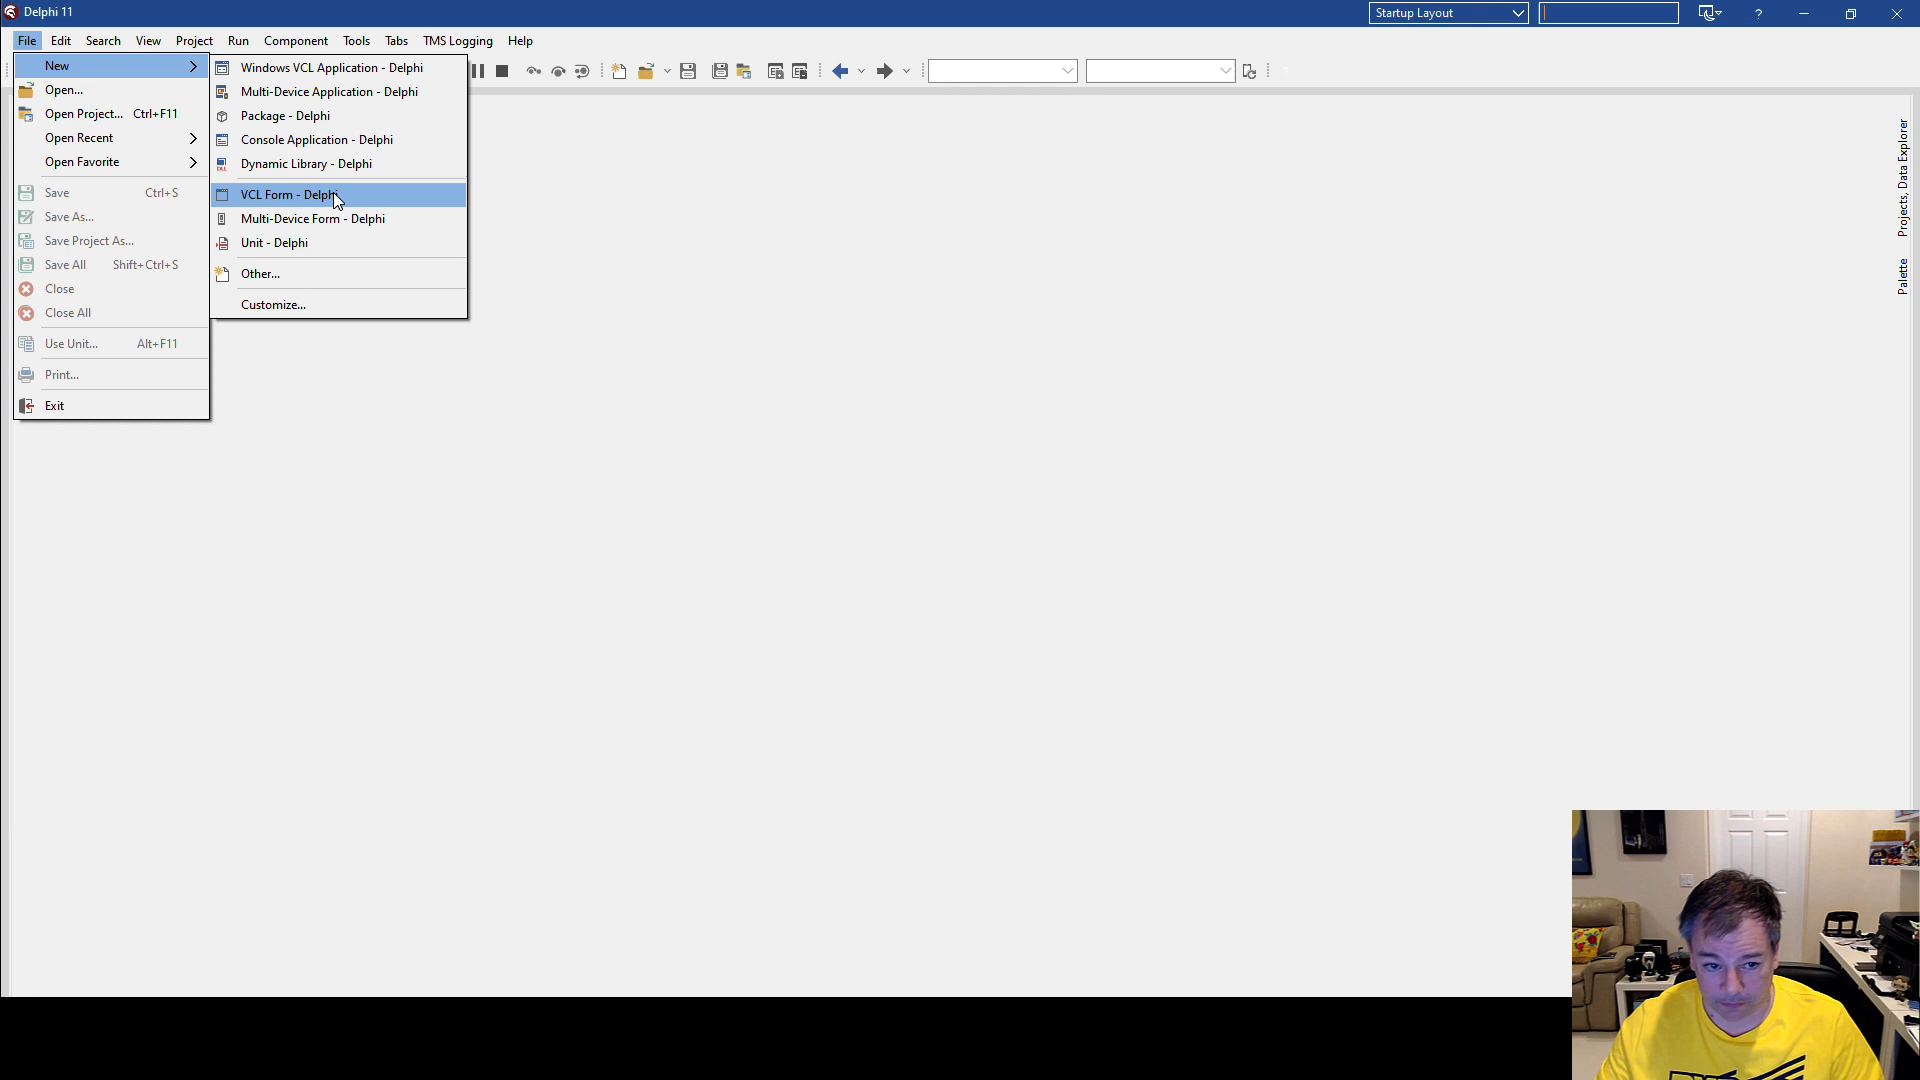 Delphi 11
Startup Layout
?
File Edit Search View Project Run Component Tools Tabs TMS Logging Help
New
Open...
Open Project... Ctrl+F11
Open Recent
Open Favorite
Save Ctrl+S
Save As...
Save Project As...
Save All Shift+Ctrl+S
Close
Close All
Use Unit... Alt+F11
Print...
Exit
Windows VCL Application - Delphi
Multi-Device Application - Delphi
Package - Delphi
Console Application - Delphi
DLL
Dynamic Library - Delphi
VCL Form - Delphi
Multi-Device Form - Delphi
Unit - Delphi
Other...
Customize...
Projects, Data Explorer
Palette